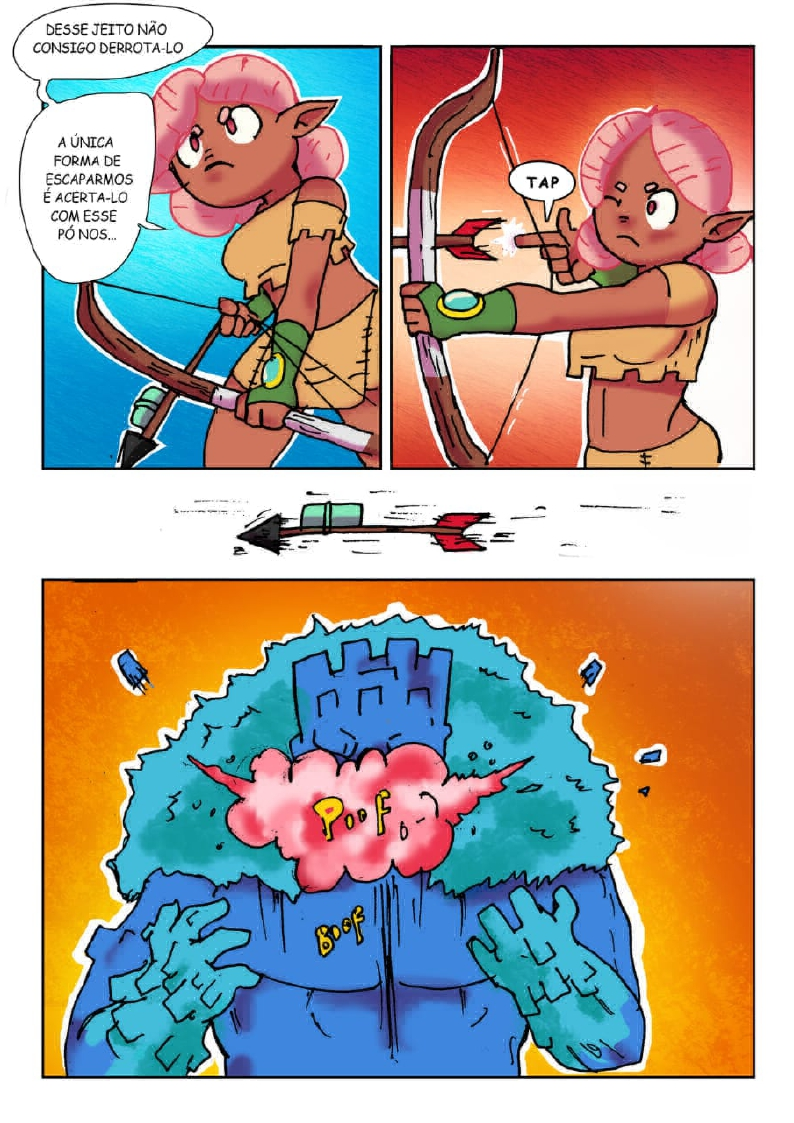 DESSE JEITO NÃO
CONSIGO DERROTA-LO
A ÚNICA
FORMA DE
ESCAPARMOS
É ACERTA-LO
COM ESSE
PÓ NOS...
TAP
Poof
Boof